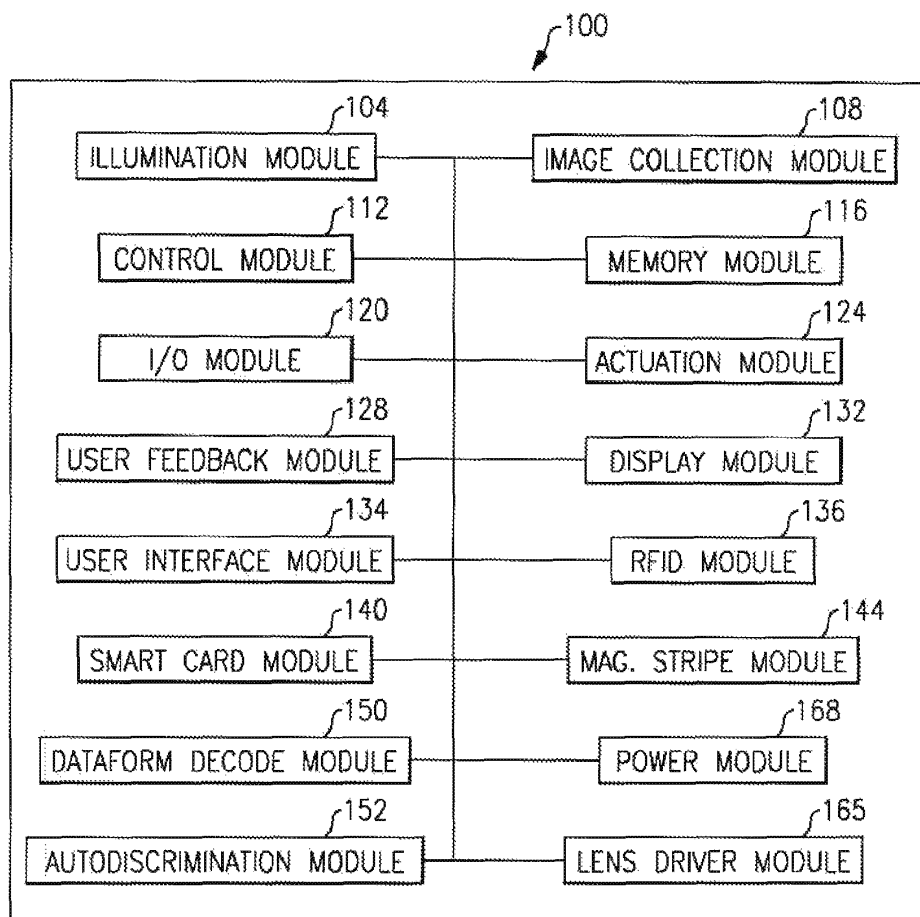 100
104 108
ILLUMINATION MODULE IMAGE COLLECTION MODULE
112 116
CONTROL MODULE MEMORY MODULE
120 124
I/O MODULE ACTUATION MODULE
128 132
USER FEEDBACK MODULE DISPLAY MODULE
134 136
USER INTERFACE MODULE RFID MODULE
140 144
SMART CARD MODULE MAG. STRIPE MODULE
150 168
DATAFORM DECODE MODULE POWER MODULE
152 165
AUTODISCRIMINATION MODULE LENS DRIVER MODULE